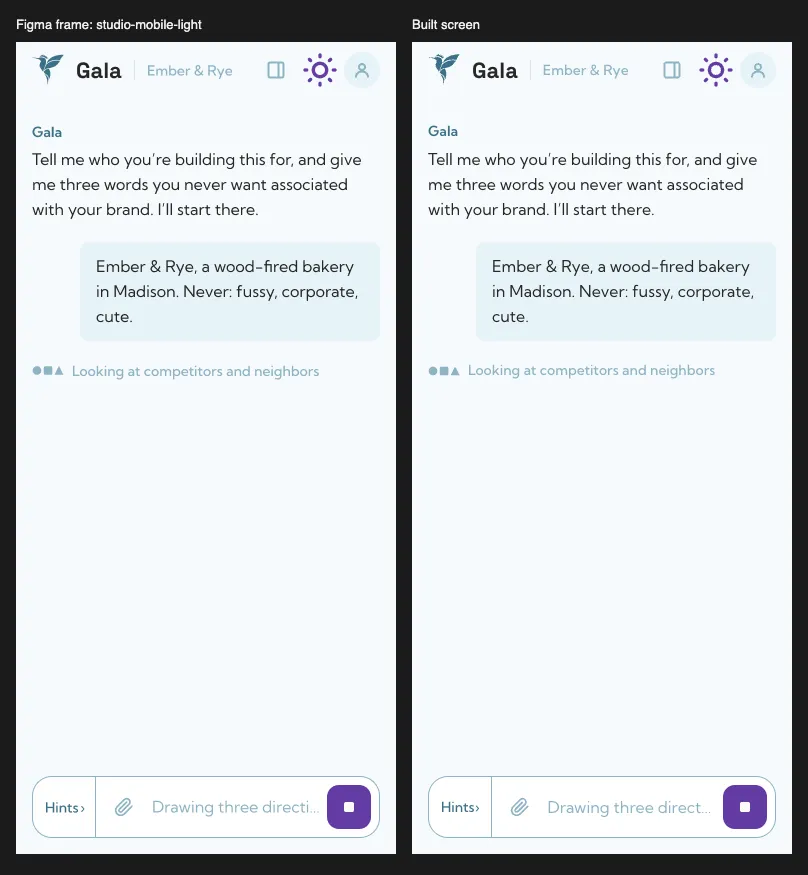 Figma frame: studio-mobile-light
Gala
Ember & Rye
Gala
Tell me who you’re building this for, and give
me three words you never want associated
with your brand. I’ll start there.
Ember & Rye, a wood-fired bakery
in Madison. Never: fussy, corporate,
cute.
Looking at competitors and neighbors
Hints›
Drawing three directi...
Built screen
Gala
Ember & Rye
Gala
Tell me who you’re building this for, and give
me three words you never want associated
with your brand. I’ll start there.
Ember & Rye, a wood-fired bakery
in Madison. Never: fussy, corporate,
cute.
Looking at competitors and neighbors
Hints›
Drawing three direct...